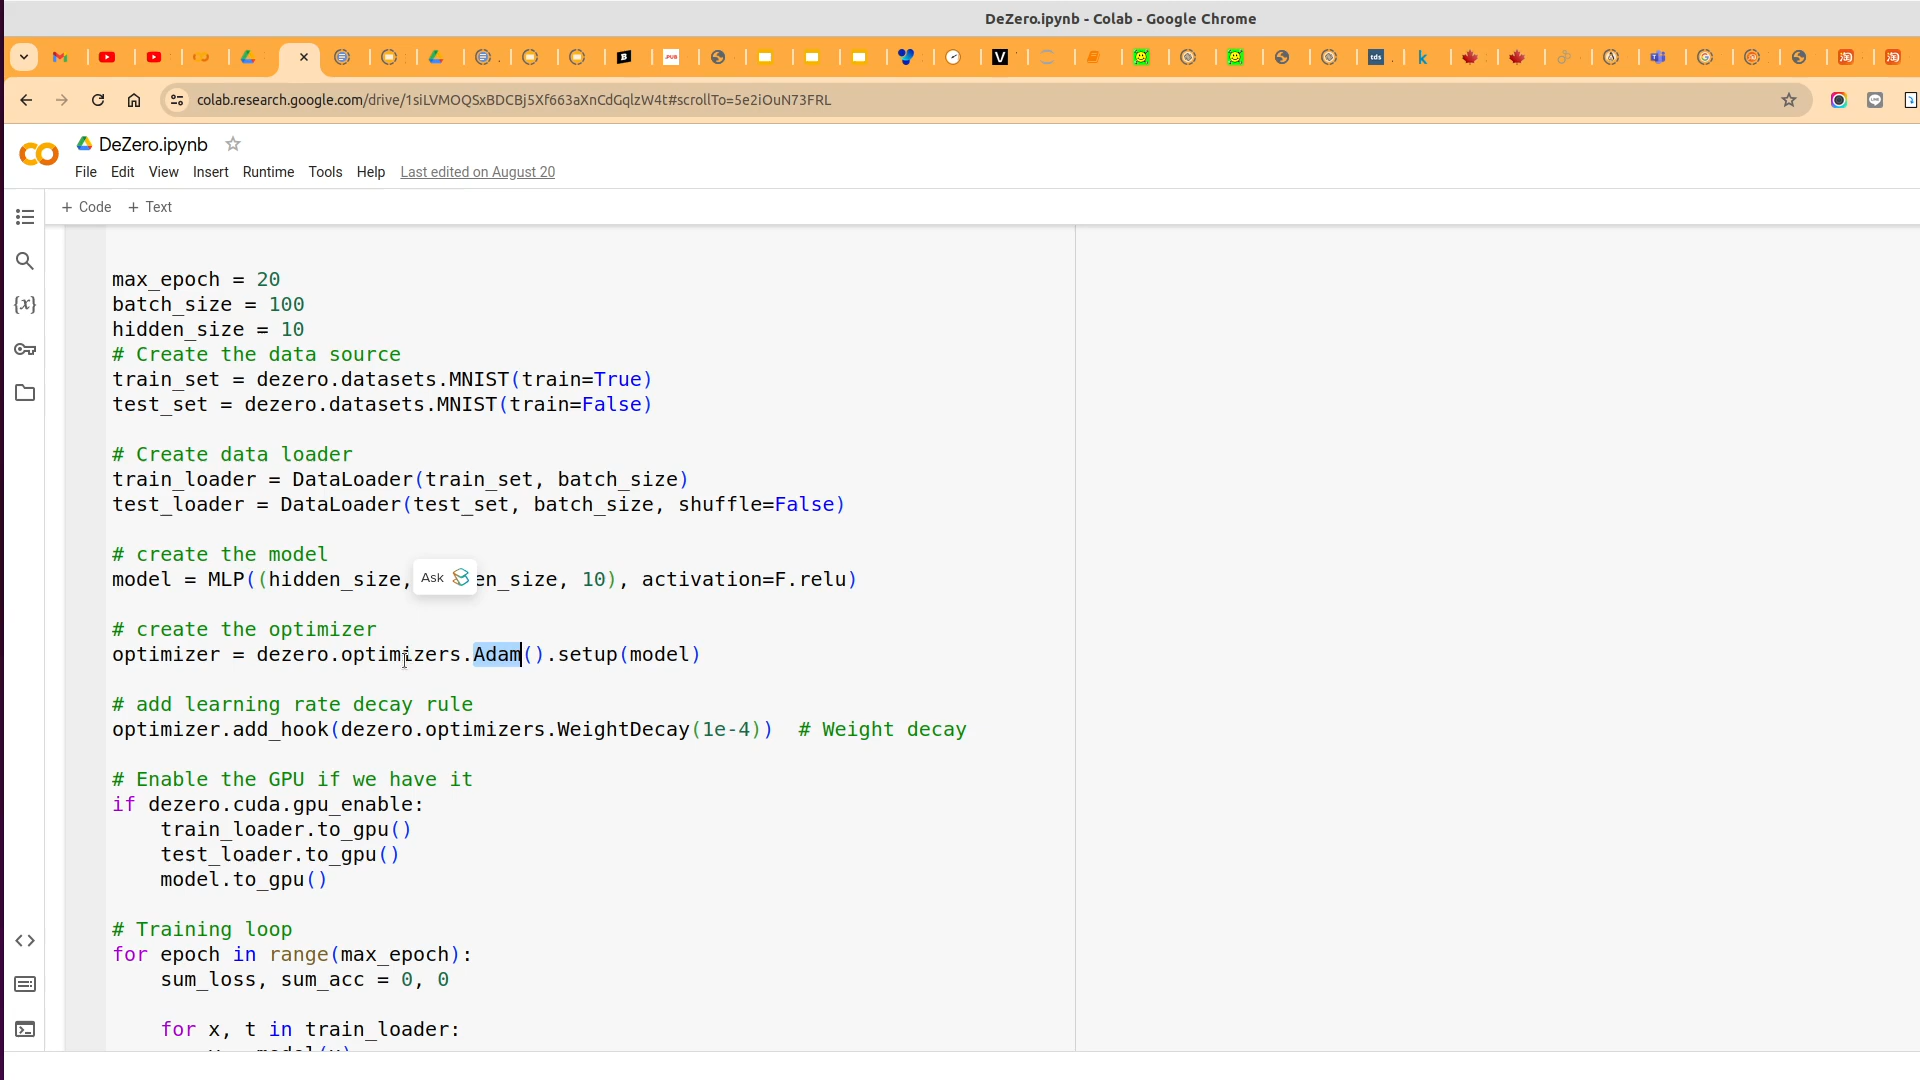 DeZero.ipynb - Colab - Google Chrome
colab.research.google.com/drive/1siLVMOQSxBDCBj5Xf663aXnCdGqlzW4t#scrollTo=5e2iOuN73FRL
DeZero.ipynb
File Edit View Insert Runtime Tools Help Last edited on August 20
+ Code + Text
max_epoch = 20
batch_size = 100
hidden_size = 10
# Create the data source
train_set = dezero.datasets.MNIST(train=True)
test_set = dezero.datasets.MNIST(train=False)
# Create data loader
train_loader = DataLoader(train_set, batch_size)
test_loader = DataLoader(test_set, batch_size, shuffle=False)
# create the model
model = MLP((hidden_size, Ask en_size, 10), activation=F.relu)
# create the optimizer
optimizer = dezero.optimizers.Adam().setup(model)
# add learning rate decay rule
optimizer.add_hook(dezero.optimizers.WeightDecay(1e-4)) # Weight decay
# Enable the GPU if we have it
if dezero.cuda.gpu_enable:
train_loader.to_gpu()
test_loader.to_gpu()
model.to_gpu()
# Training loop
for epoch in range(max_epoch):
sum_loss, sum_acc = 0, 0
for x, t in train_loader: